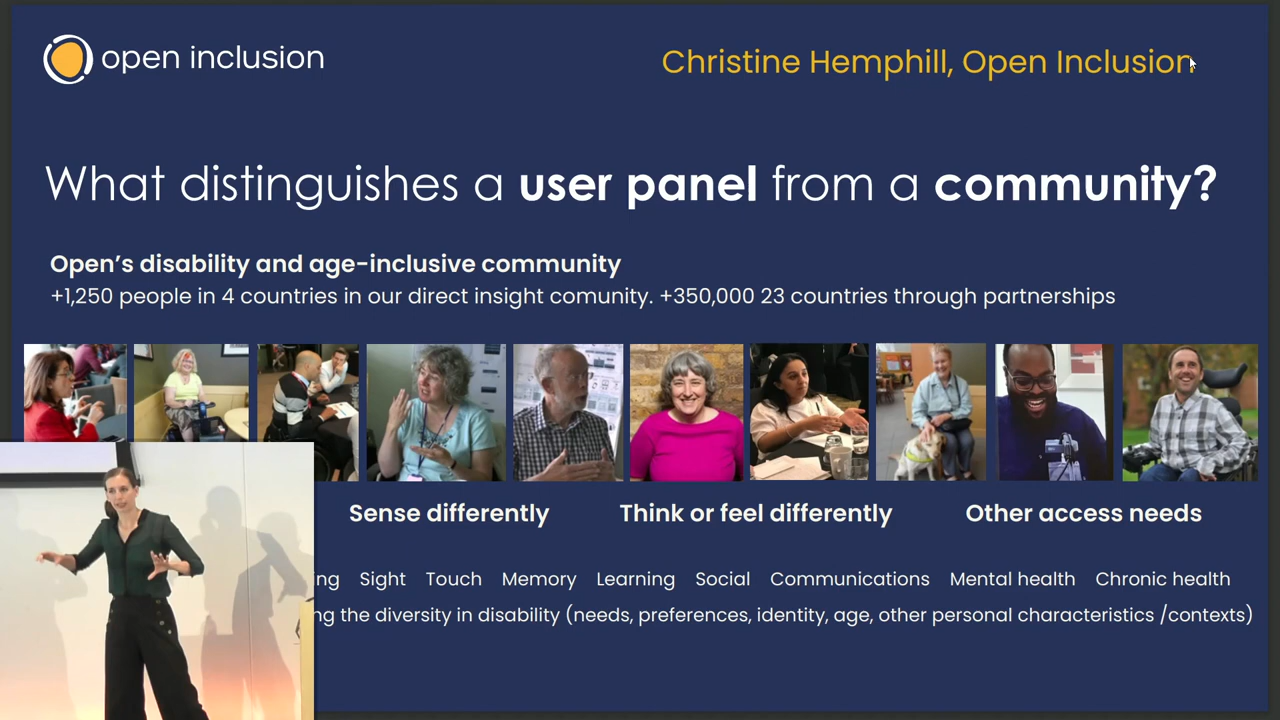 open inclusion
Christine Hemphill, Open Inclusion
What distinguishes a user panel from a community?
Open's disability and age-inclusive community
+1,250 people in 4 countries in our direct insight comunity. +350,000 23 countries through partnerships
Sense differently Think or feel differently Other access needs
Sight Touch Memory Learning Social Communications Mental health Chronic health
the diversity in disability (needs, preferences, identity, age, other personal characteristics /contexts)